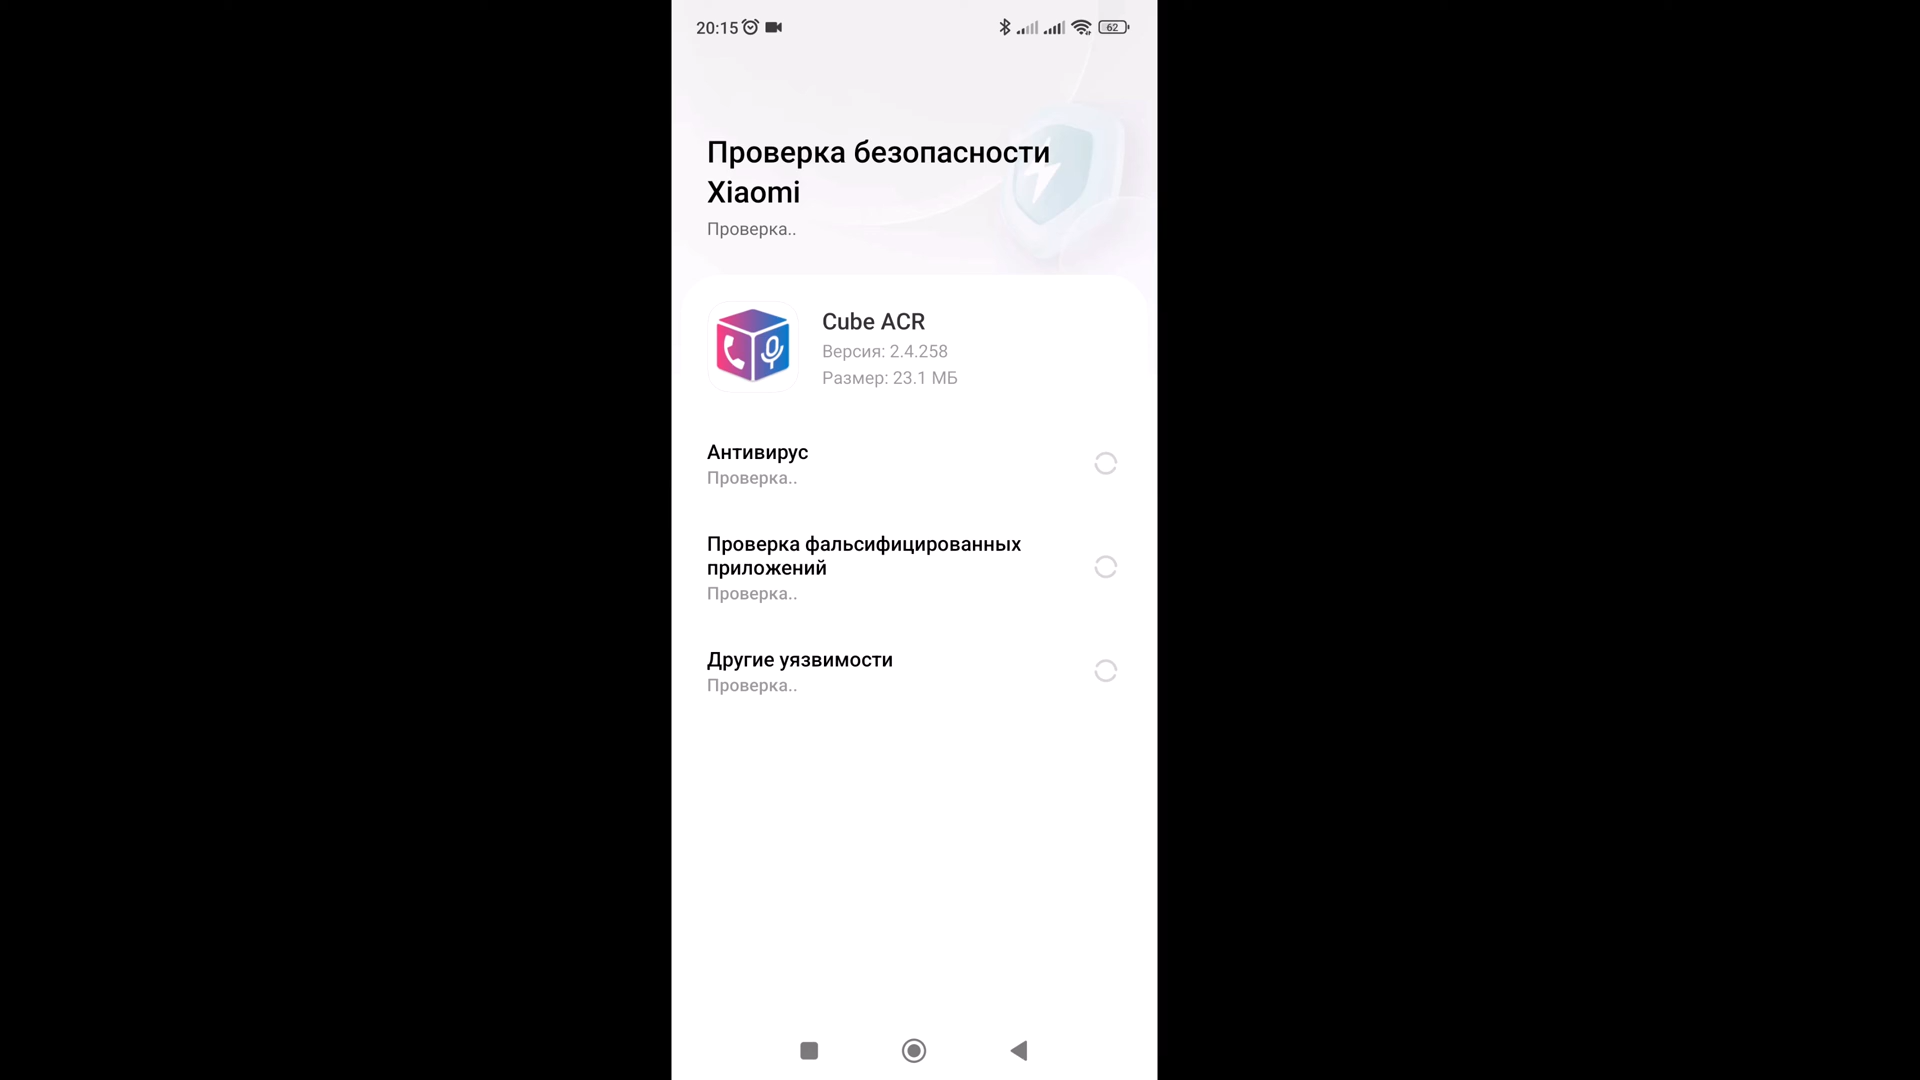 20:15
62
Проверка безопасности
Xiaomi
Проверка..
Cube ACR
Версия: 2.4.258
Размер: 23.1 МБ
Антивирус
Проверка..
Проверка фальсифицированных
приложений
Проверка..
Другие уязвимости
Проверка..